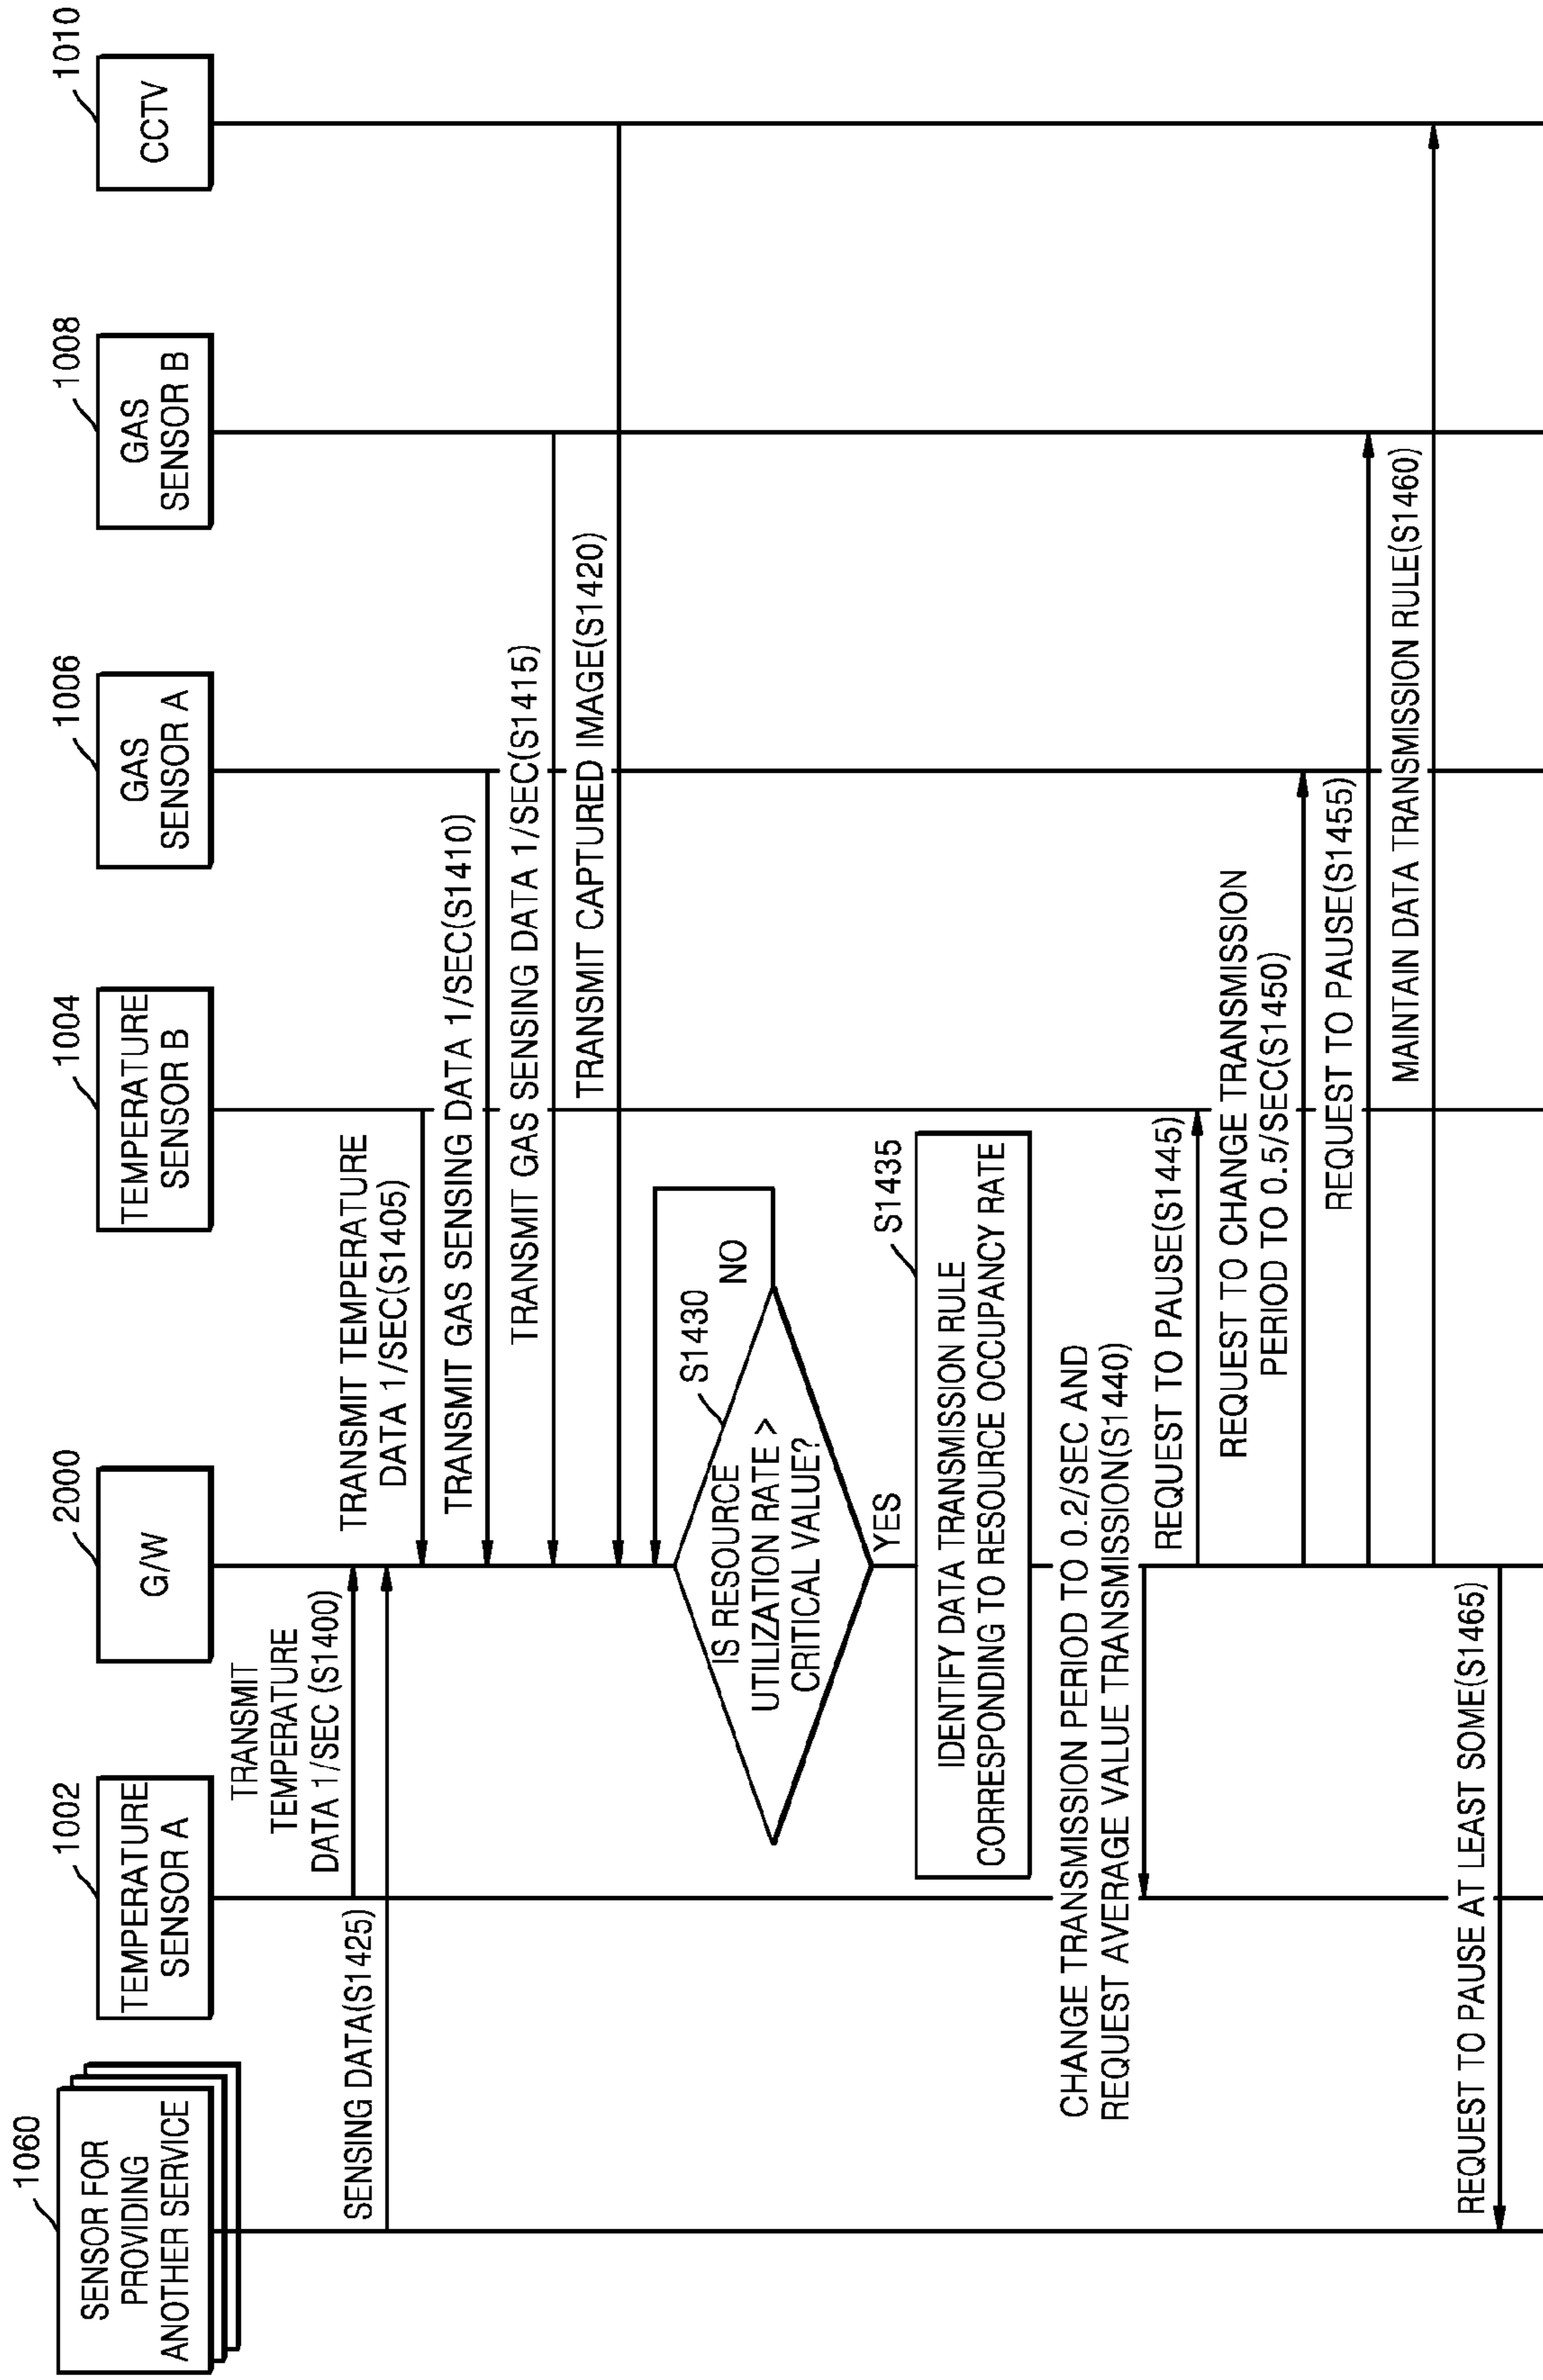 1060
SENSOR FOR
PROVIDING
ANOTHER SERVICE
1002
TEMPERATURE
SENSOR A
2000
G/W
1004
TEMPERATURE
SENSOR B
1006
GAS
SENSOR A
1008
GAS
SENSOR B
1010
CCTV
TRANSMIT
TEMPERATURE
DATA 1/SEC (S1400)
SENSING DATA(S1425)
TRANSMIT TEMPERATURE
DATA 1/SEC(S1405)
TRANSMIT GAS SENSING DATA 1/SEC(S1410)
TRANSMIT GAS SENSING DATA 1/SEC(S1415)
TRANSMIT CAPTURED IMAGE(S1420)
S1430
IS RESOURCE
UTILIZATION RATE >
CRITICAL VALUE?
NO
YES
S1435
IDENTIFY DATA TRANSMISSION RULE
CORRESPONDING TO RESOURCE OCCUPANCY RATE
CHANGE TRANSMISSION PERIOD TO 0.2/SEC AND
REQUEST AVERAGE VALUE TRANSMISSION(S1440)
REQUEST TO PAUSE(S1445)
REQUEST TO CHANGE TRANSMISSION
PERIOD TO 0.5/SEC(S1450)
REQUEST TO PAUSE(S1455)
MAINTAIN DATA TRANSMISSION RULE(S1460)
REQUEST TO PAUSE AT LEAST SOME(S1465)